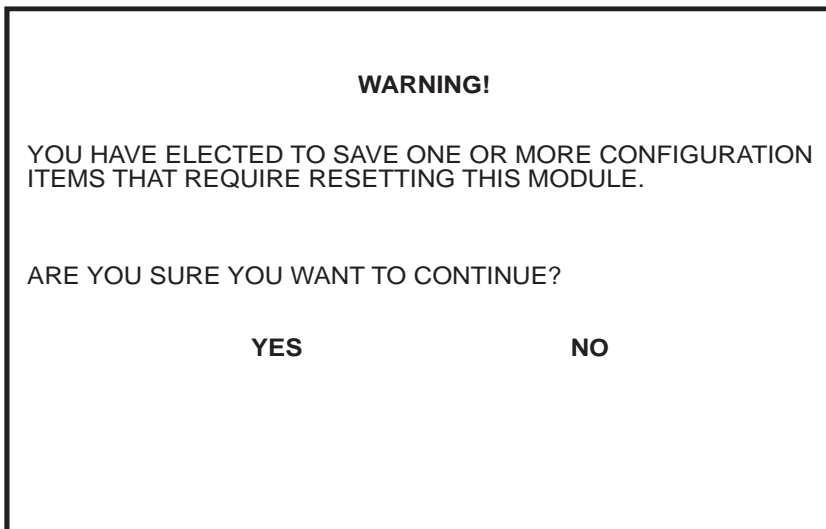 WARNING!
YOU HAVE ELECTED TO SAVE ONE OR MORE CONFIGURATION
ITEMS THAT REQUIRE RESETTING THIS MODULE.
ARE YOU SURE YOU WANT TO CONTINUE?
YES NO